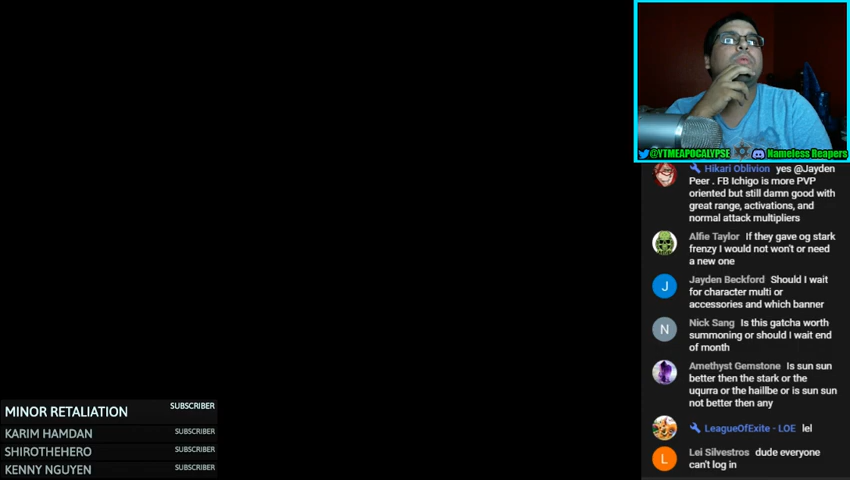 @YTMEAPOCALYPSE Nameless Reapers
Hikari Oblivion yes @Jayden
Peer . FB Ichigo is more PVP
oriented but still damn good with
great range, activations, and
normal attack multipliers
Alfie Taylor If they gave og stark
frenzy I would not won't or need
a new one
J
Jayden Beckford Should I wait
for character multi or
accessories and which banner
N
Nick Sang Is this gatcha worth
summoning or should I wait end
of month
Amethyst Gemstone Is sun sun
better then the stark or the
uqurra or the haillbe or is sun sun
not better then any
LeagueOfExite - LOE lel
L
Lei Silvestros dude everyone
can't log in
MINOR RETALIATION SUBSCRIBER
KARIM HAMDAN SUBSCRIBER
SHIROTHEHERO SUBSCRIBER
KENNY NGUYEN SUBSCRIBER